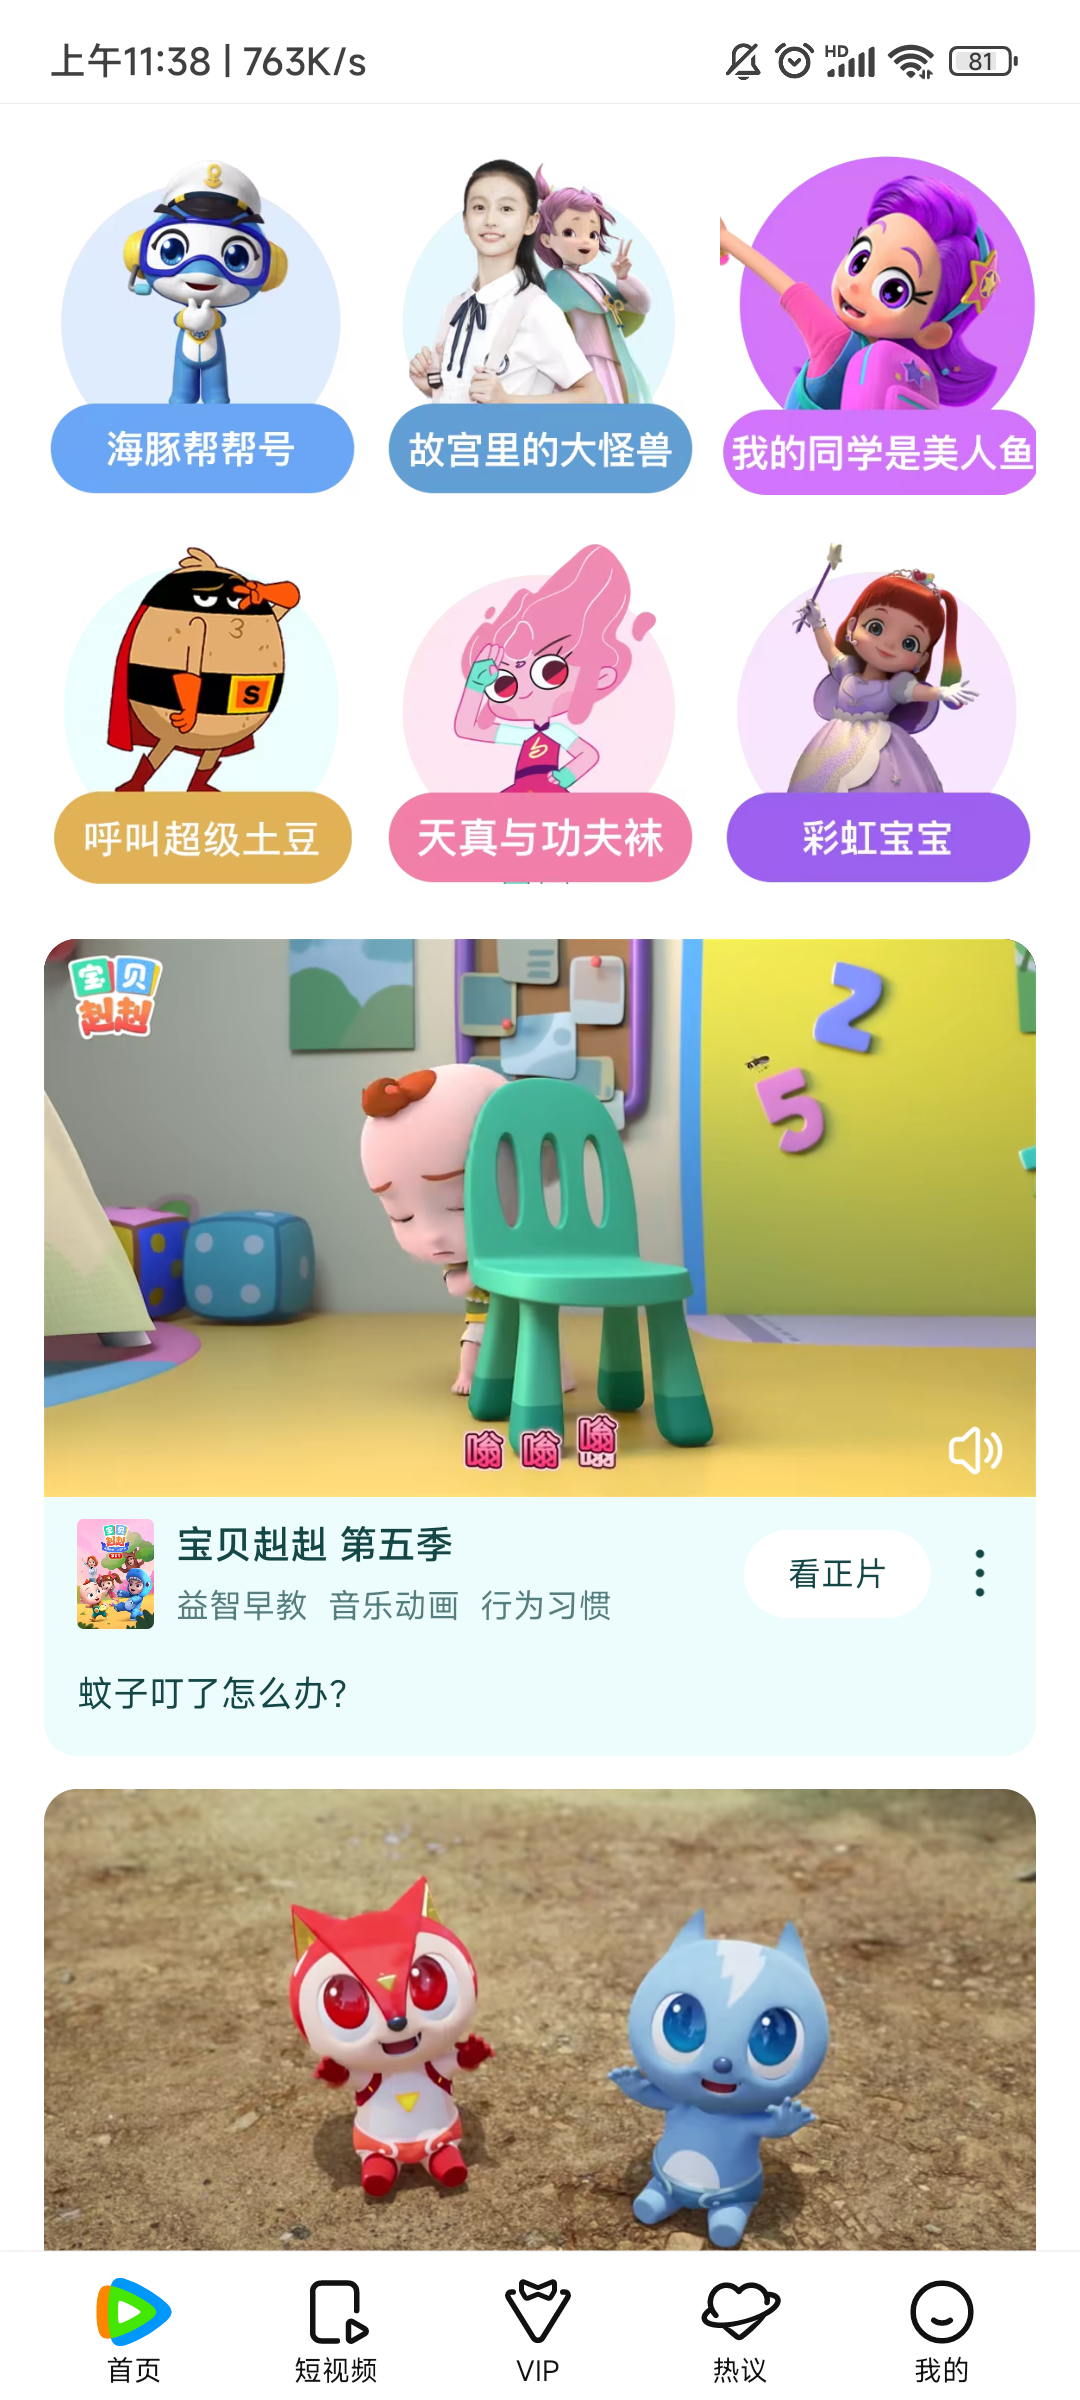 上午11:38 | 763K/s
HD
81
海豚帮帮号
故宫里的大怪兽
我的同学是美人鱼
S
呼叫超级土豆
天真与功夫袜
彩虹宝宝
宝贝
赳赳
2
5
嗡 嗡 嗡
宝贝赳赳 第五季
益智早教 音乐动画 行为习惯
看正片
蚊子叮了怎么办?
首页
短视频
VIP
热议
我的